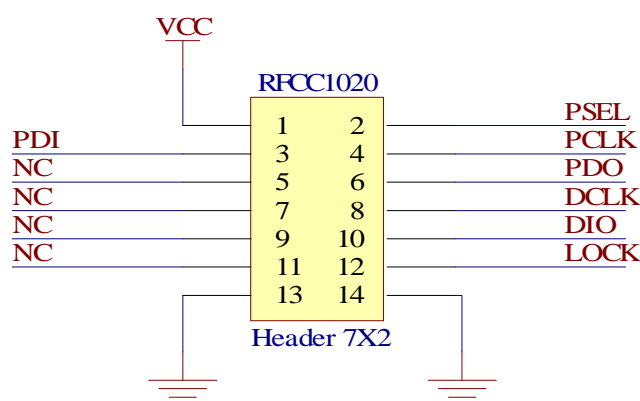 VCC
RFCC1020
PSEL
1 2
PDI
PCLK
3 4
NC
PDO
5 6
NC
DCLK
7 8
NC
DIO
9 10
NC
LOCK
11 12
13 14
Header 7X2